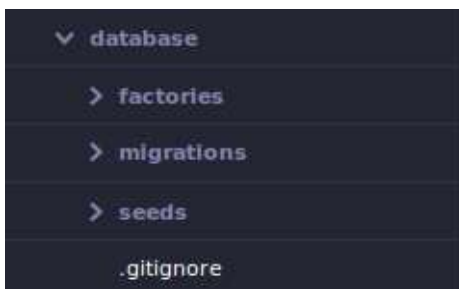 database
factories
migrations
seeds
.gitignore